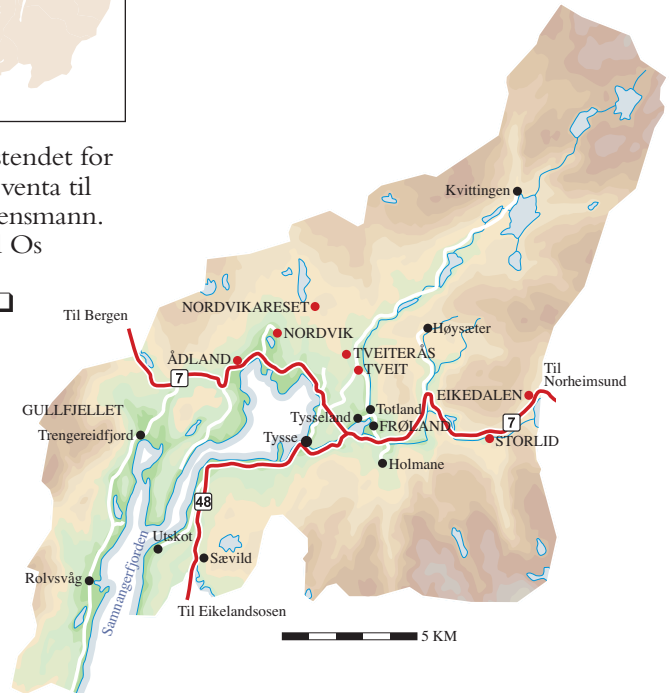 stendet for
venta til
ensmann.
Os
Kvittingen
NORDVIKARESET
Til Bergen
NORDVIK
Høysæter
ÅDLAND
TVEITERÅS
TVEIT
Til
Norheimsund
7
EIKEDALEN
GULLFJELLET
Totland
Tysseland
7
Trengereidfjord
FRØLAND
Tysse
STORLID
Holmane
48
Utskot
Sævild
Samnangerfjorden
Rolvsvåg
Til Eikelandsosen
5 KM